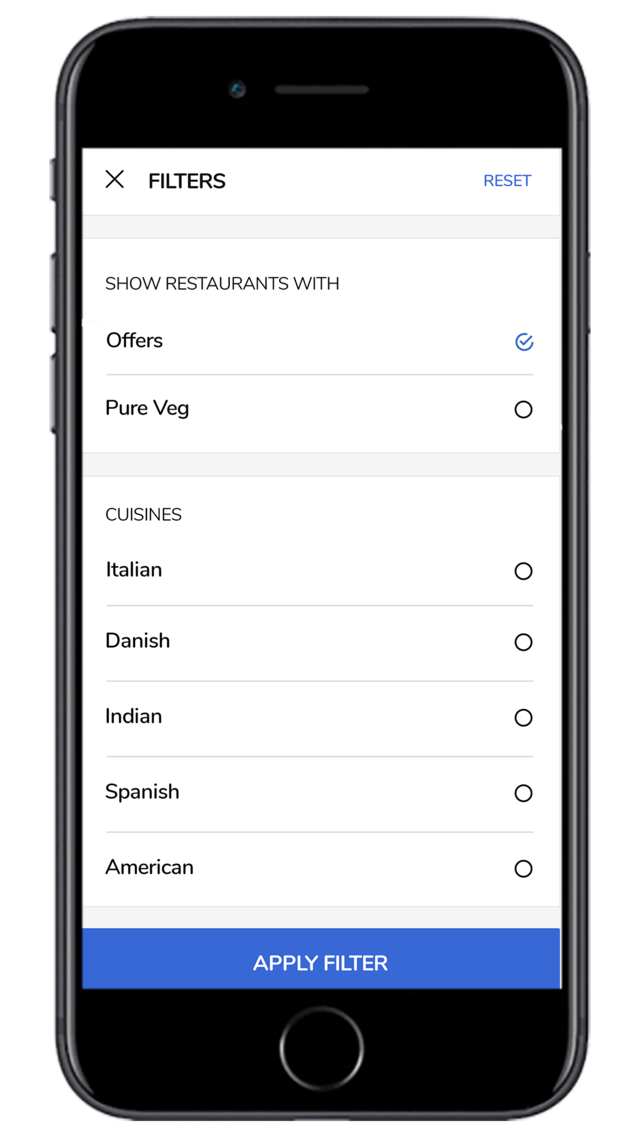 FILTERS
RESET
SHOW RESTAURANTS WITH
Offers
Pure Veg
CUISINES
Italian
Danish
Indian
Spanish
American
APPLY FILTER